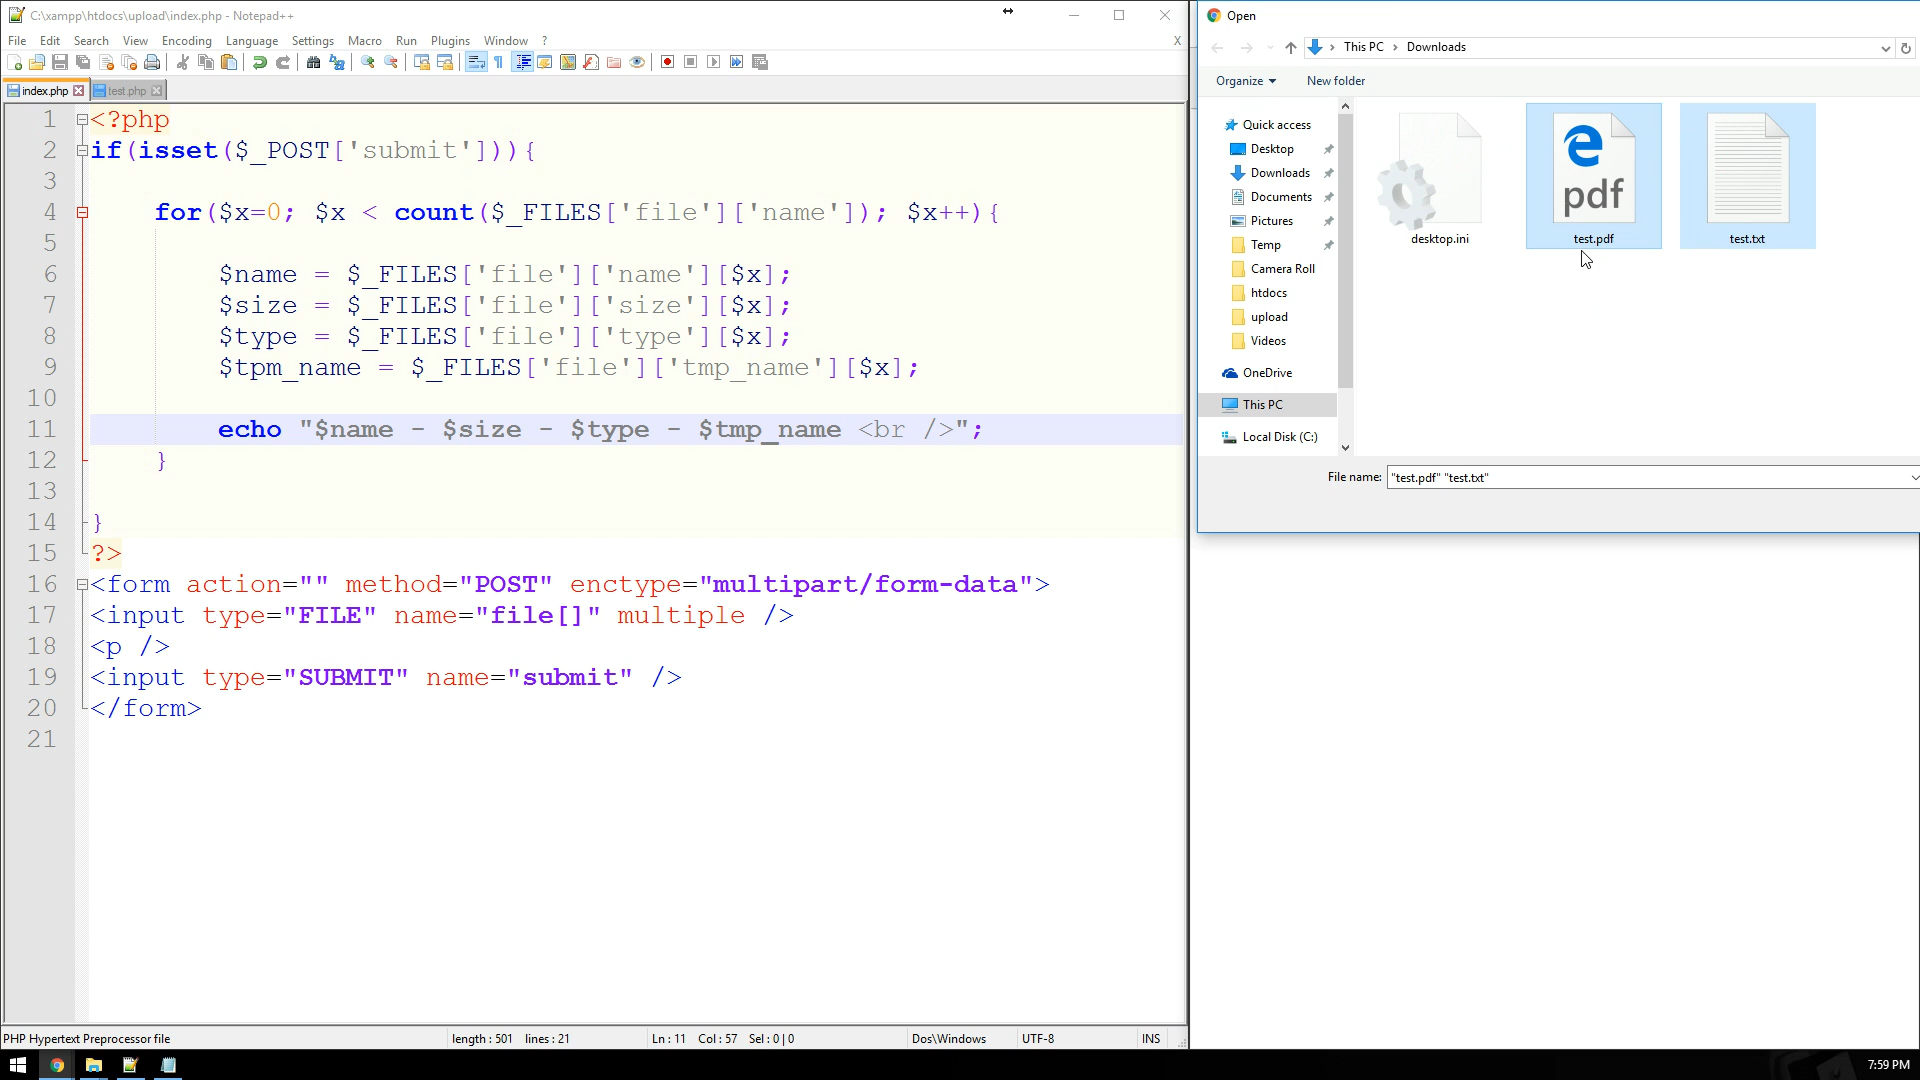 C:\xampp\htdocs\upload\index.php - Notepad++
File Edit Search View Encoding Language Settings Macro Run Plugins Window ? X
index.php test.php
1 <?php
2 if(isset($_POST['submit'])){
3
4 for($x=0; $x < count($_FILES['file']['name']); $x++){
5
6 $name = $_FILES['file']['name'][$x];
7 $size = $_FILES['file']['size'][$x];
8 $type = $_FILES['file']['type'][$x];
9 $tpm_name = $_FILES['file']['tmp_name'][$x];
10
11 echo "$name - $size - $type - $tmp_name <br />";
12 }
13
14 }
15 ?>
16 <form action="" method="POST" enctype="multipart/form-data">
17 <input type="FILE" name="file[]" multiple />
18 <p />
19 <input type="SUBMIT" name="submit" />
20 </form>
21
PHP Hypertext Preprocessor file length : 501 lines : 21 Ln : 11 Col : 57 Sel : 0 | 0 Dos\Windows UTF-8 INS
Open
This PC > Downloads
Organize New folder
Quick access
Desktop
Downloads
Documents
Pictures
Temp
Camera Roll
htdocs
upload
Videos
OneDrive
This PC
Local Disk (C:)
pdf
desktop.ini test.pdf test.txt
File name: "test.pdf" "test.txt"
7:59 PM